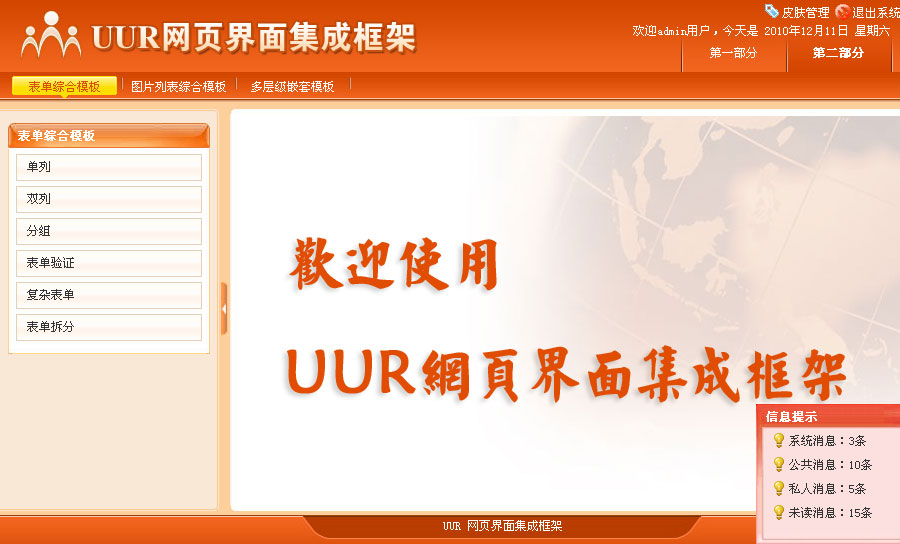 UUR网页界面集成框架
皮肤管理 退出系统
欢迎admin用户，今天是 2010年12月11日 星期六
第一部分 第二部分
表单综合模板 图片列表综合模板 多层级嵌套模板
表单综合模板
单列
双列
分组
表单验证
复杂表单
表单拆分
歡迎使用
UUR網頁界面集成框架
信息提示
系统消息：3条
公共消息：10条
私人消息：5条
未读消息：15条
UUR 网页界面集成框架